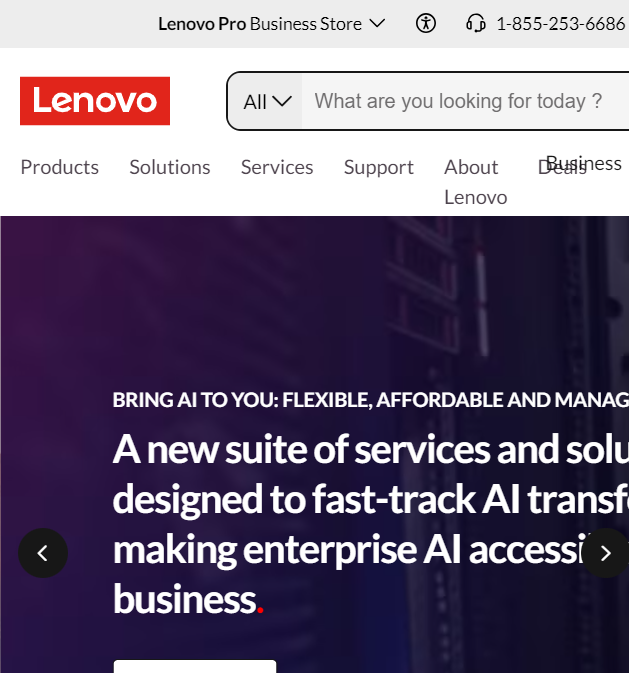 Lenovo Pro Business Store 1-855-253-6686
Lenovo
All What are you looking for today ?
Products Solutions Services Support About Lenovo Deals Business
BRING AI TO YOU: FLEXIBLE, AFFORDABLE AND MANAG
A new suite of services and solu
designed to fast-track AI transf
making enterprise AI accessi
business.